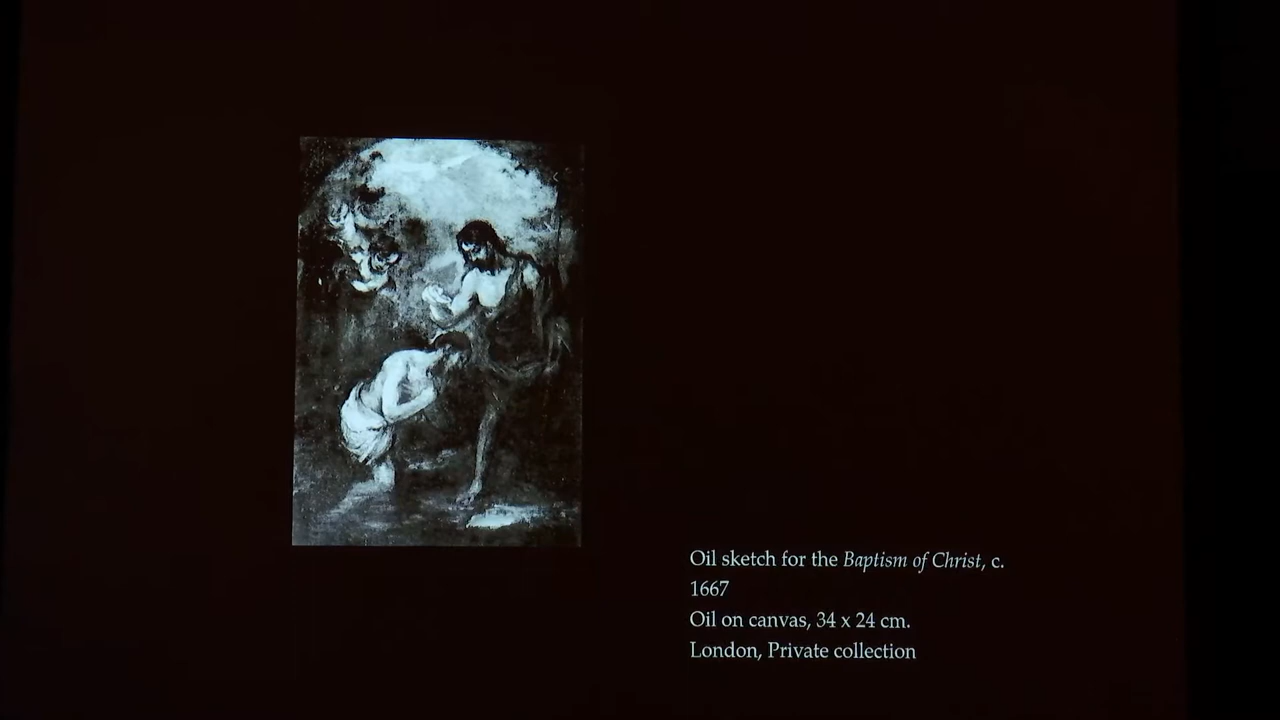 Oil sketch for the Baptism of Christ, c.
1667
Oil on canvas, 34 x 24 cm.
London, Private collection